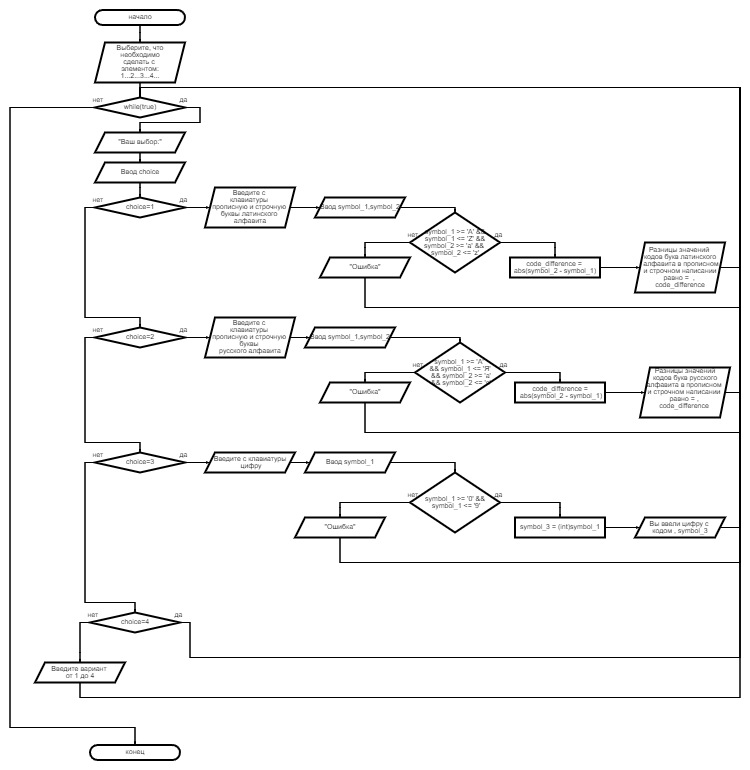 начало
Выберите, что
необходимо
сделать с
элементом:
1...2...3...4...
нет
да
while(true)
"Ваш выбор:"
Ввод choice
нет
choice=1
да
Введите с
клавиатуры
прописную и строчную
буквы латинского
алфавита
Ввод symbol_1,symbol_2
нет
symbol_1 >= 'A' &&
symbol_1 <= 'Z' &&
symbol_2 >= 'a' &&
symbol_2 <= 'z'
да
"Ошибка"
code_difference =
abs(symbol_2 - symbol_1)
Разницы значений
кодов букв латинского
алфавита в прописном
и строчном написании
равно = ,
code_difference
нет
choice=2
да
Введите с
клавиатуры
прописную и строчную
буквы
русского алфавита
Ввод symbol_1,symbol_2
нет
symbol_1 >= 'А'
&& symbol_1 <= 'Я'
&& symbol_2 >= 'а'
&& symbol_2 <=
да
"Ошибка"
code_difference =
abs(symbol_2 - symbol_1)
Разницы значений
кодов букв русского
алфавита в прописном
и строчном написании
равно = ,
code_difference
нет
choice=3
да
Введите с клавиатуры
цифру
Ввод symbol_1
нет
symbol_1 >= '0' &&
symbol_1 <= '9'
да
"Ошибка"
symbol_3 = (int)symbol_1
Вы ввели цифру с
кодом , symbol_3
нет
choice=4
да
Введите вариант
от 1 до 4
конец